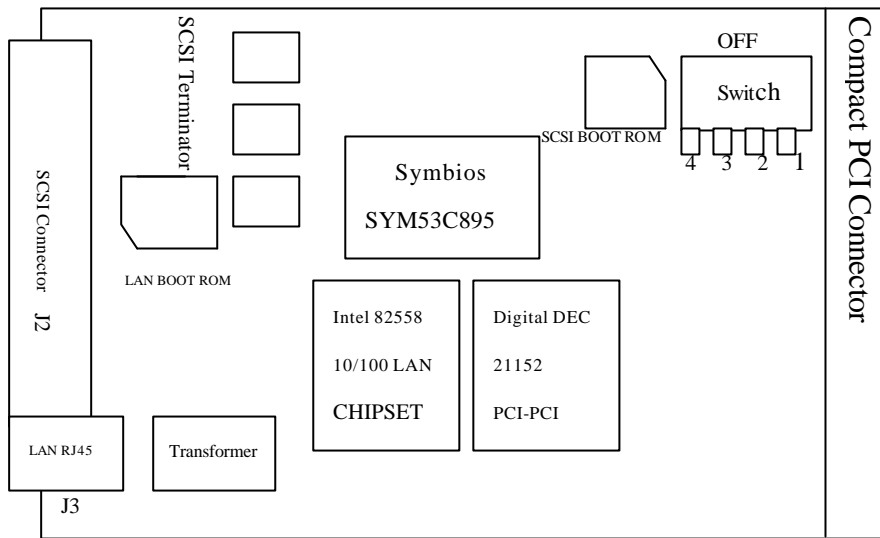 SCSI Terminator
OFF
Switch
SCSI BOOT ROM
4 3 2 1
Compact PCI Connector
Symbios
SYM53C895
SCSI Connector J2
LAN BOOT ROM
Intel 82558
10/100 LAN
CHIPSET
Digital DEC
21152
PCI-PCI
LAN RJ45
Transformer
J3